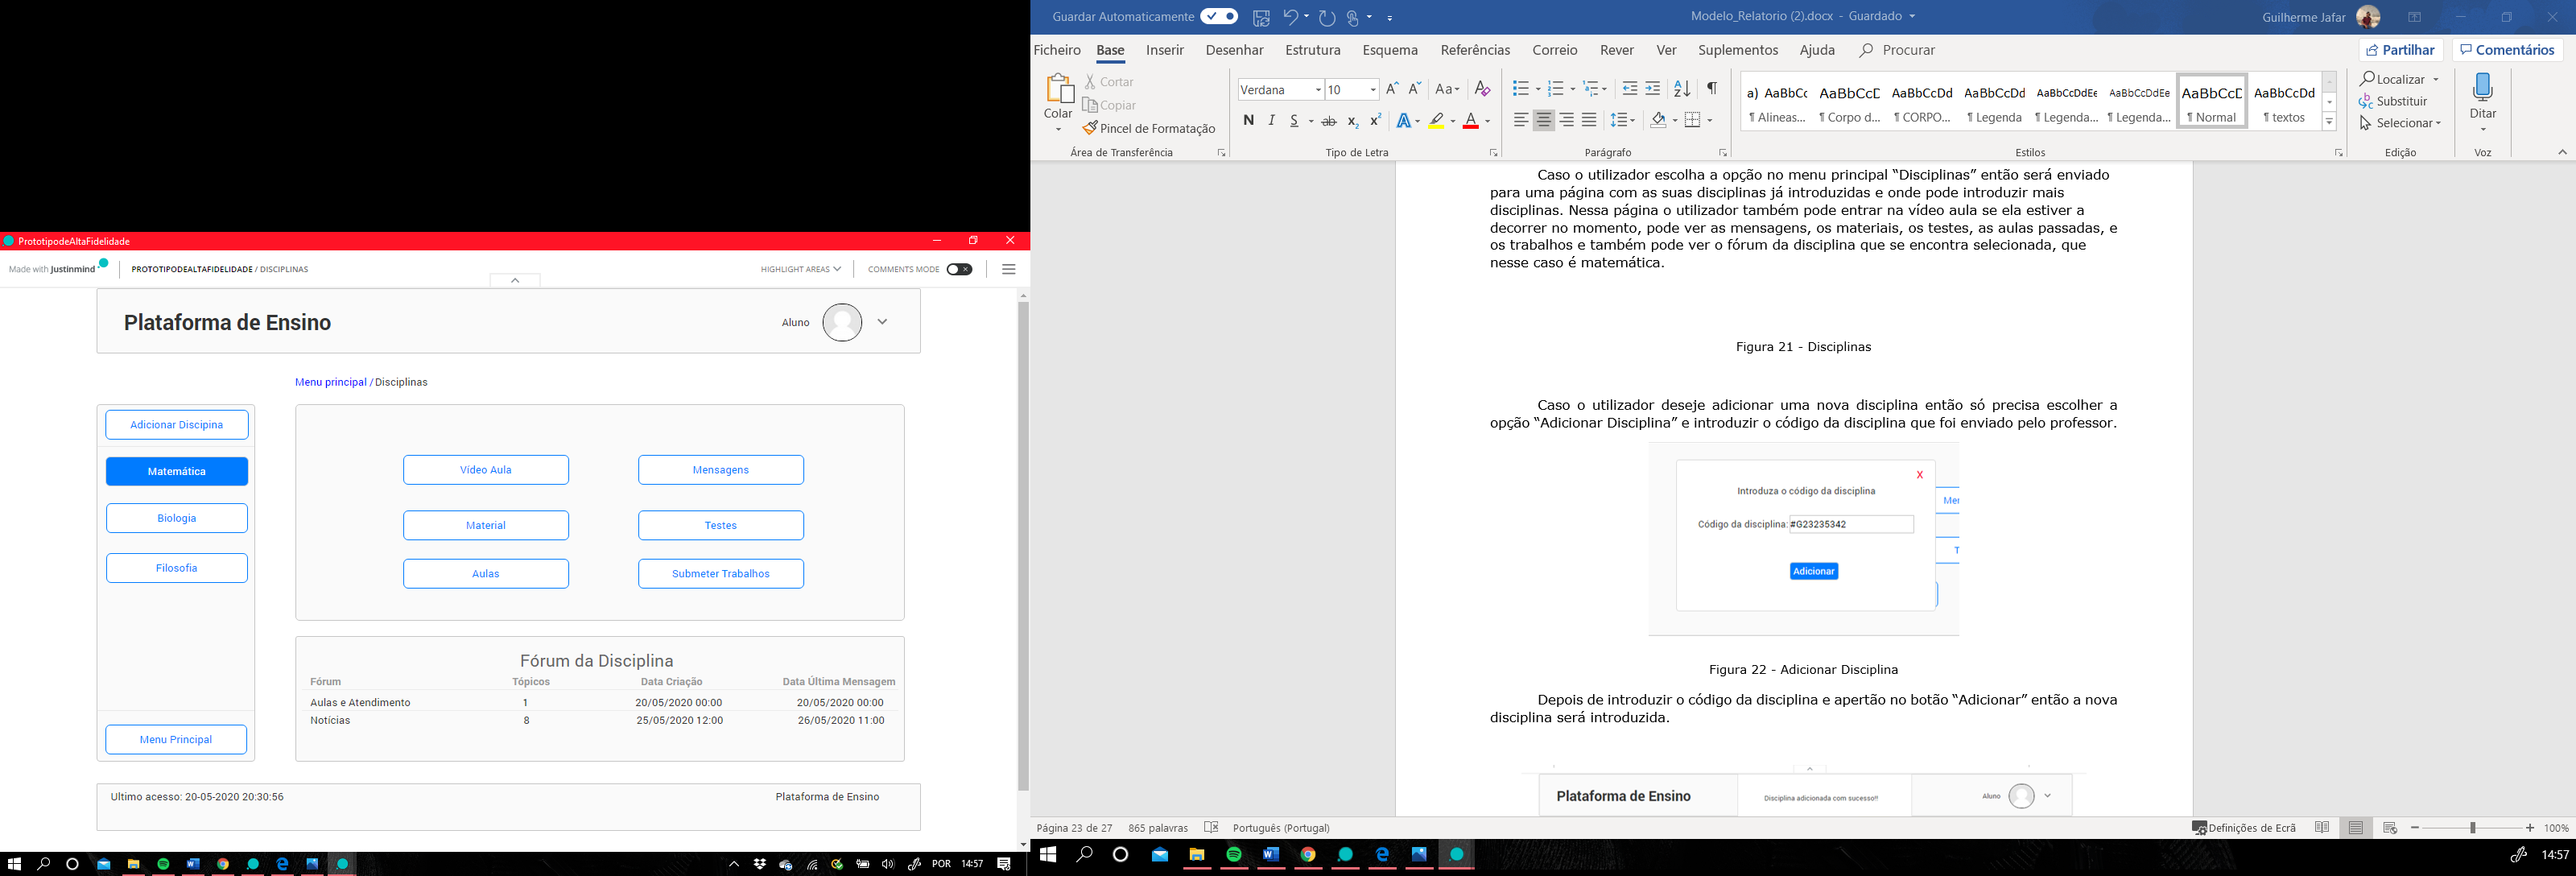 PrototipodeAltaFidelidade
Made with Justinmind
PROTOTIPODEALTAFIDELIDADE / DISCIPLINAS
HIGHLIGHT AREAS
COMMENTS MODE
Plataforma de Ensino
Aluno
Menu principal / Disciplinas
Adicionar Discipina
Matemática
Biologia
Filosofia
Menu Principal
Vídeo Aula
Mensagens
Material
Testes
Aulas
Submeter Trabalhos
Fórum da Disciplina
Fórum Tópicos Data Criação Data Última Mensagem
Aulas e Atendimento 1 20/05/2020 00:00 20/05/2020 00:00
Notícias 8 25/05/2020 12:00 26/05/2020 11:00
Ultimo acesso: 20-05-2020 20:30:56
Plataforma de Ensino
POR 14:57
Guardar Automaticamente
Modelo_Relatorio (2).docx - Guardado
Guilherme Jafar
Ficheiro Base Inserir Desenhar Estrutura Esquema Referências Correio Rever Ver Suplementos Ajuda Procurar
Partilhar Comentários
Colar
Cortar
Copiar
Pincel de Formatação
Área de Transferência
Verdana 10
Aa
N I S ab x₂ x² A A
Tipo de Letra
Parágrafo
a) AaBbCc AaBbCcD AaBbCcDd AaBbCcDd AaBbCcDdEe AaBbCcDdEe AaBbCcD AaBbCcDd
¶ Alineas... ¶ Corpo d... ¶ CORPO... ¶ Legenda ¶ Legenda... ¶ Legenda... ¶ Normal ¶ textos
Estilos
Localizar
Substituir
Selecionar
Edição
Ditar
Voz
Caso o utilizador escolha a opção no menu principal “Disciplinas” então será enviado
para uma página com as suas disciplinas já introduzidas e onde pode introduzir mais
disciplinas. Nessa página o utilizador também pode entrar na vídeo aula se ela estiver a
decorrer no momento, pode ver as mensagens, os materiais, os testes, as aulas passadas, e
os trabalhos e também pode ver o fórum da disciplina que se encontra selecionada, que
nesse caso é matemática.
Figura 21 - Disciplinas
Caso o utilizador deseje adicionar uma nova disciplina então só precisa escolher a
opção “Adicionar Disciplina” e introduzir o código da disciplina que foi enviado pelo professor.
X
Introduza o código da disciplina
Código da disciplina: #G23235342
Adicionar
Mer
T
Figura 22 - Adicionar Disciplina
Depois de introduzir o código da disciplina e apertão no botão “Adicionar” então a nova
disciplina será introduzida.
Plataforma de Ensino
Disciplina adicionada com sucesso!!
Aluno
Página 23 de 27 865 palavras Português (Portugal)
Definições de Ecrã
100%
14:57